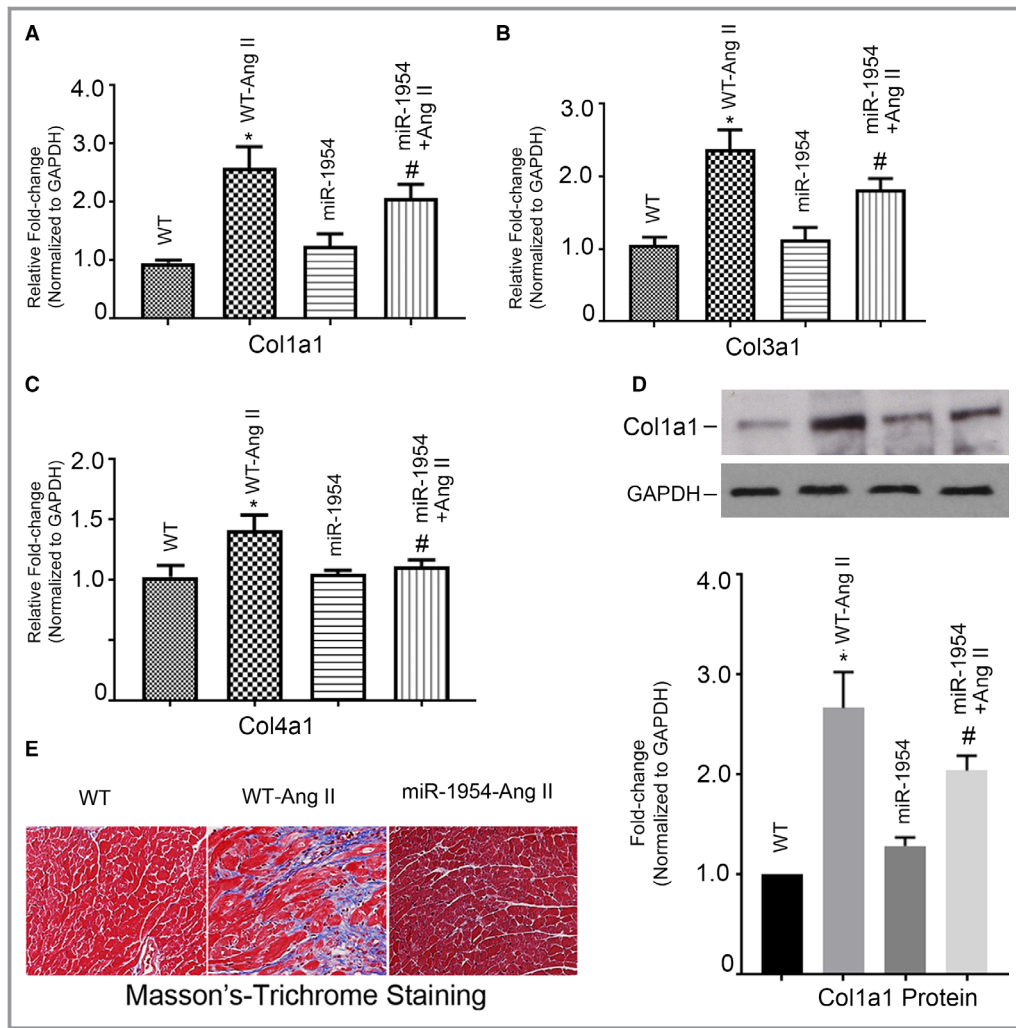 A
Relative Fold-change
(Normalized to GAPDH)
4.0
3.0
2.0
1.0
0
WT
* WT-Ang II
miR-1954
miR-1954
+Ang II
#
Col1a1
B
Relative Fold-change
(Normalized to GAPDH)
3.0
2.0
1.0
0
WT
* WT-Ang II
miR-1954
miR-1954
+Ang II
#
Col3a1
C
Relative Fold-change
(Normalized to GAPDH)
2.0
1.5
1.0
0
WT
* WT-Ang II
miR-1954
miR-1954
+Ang II
#
Col4a1
D
Col1a1
GAPDH
Fold-change
(Normalized to GAPDH)
4.0
3.0
2.0
1.0
0
WT
* WT-Ang II
miR-1954
miR-1954
+Ang II
#
Col1a1 Protein
E
WT
WT-Ang II
miR-1954-Ang II
Masson's-Trichrome Staining